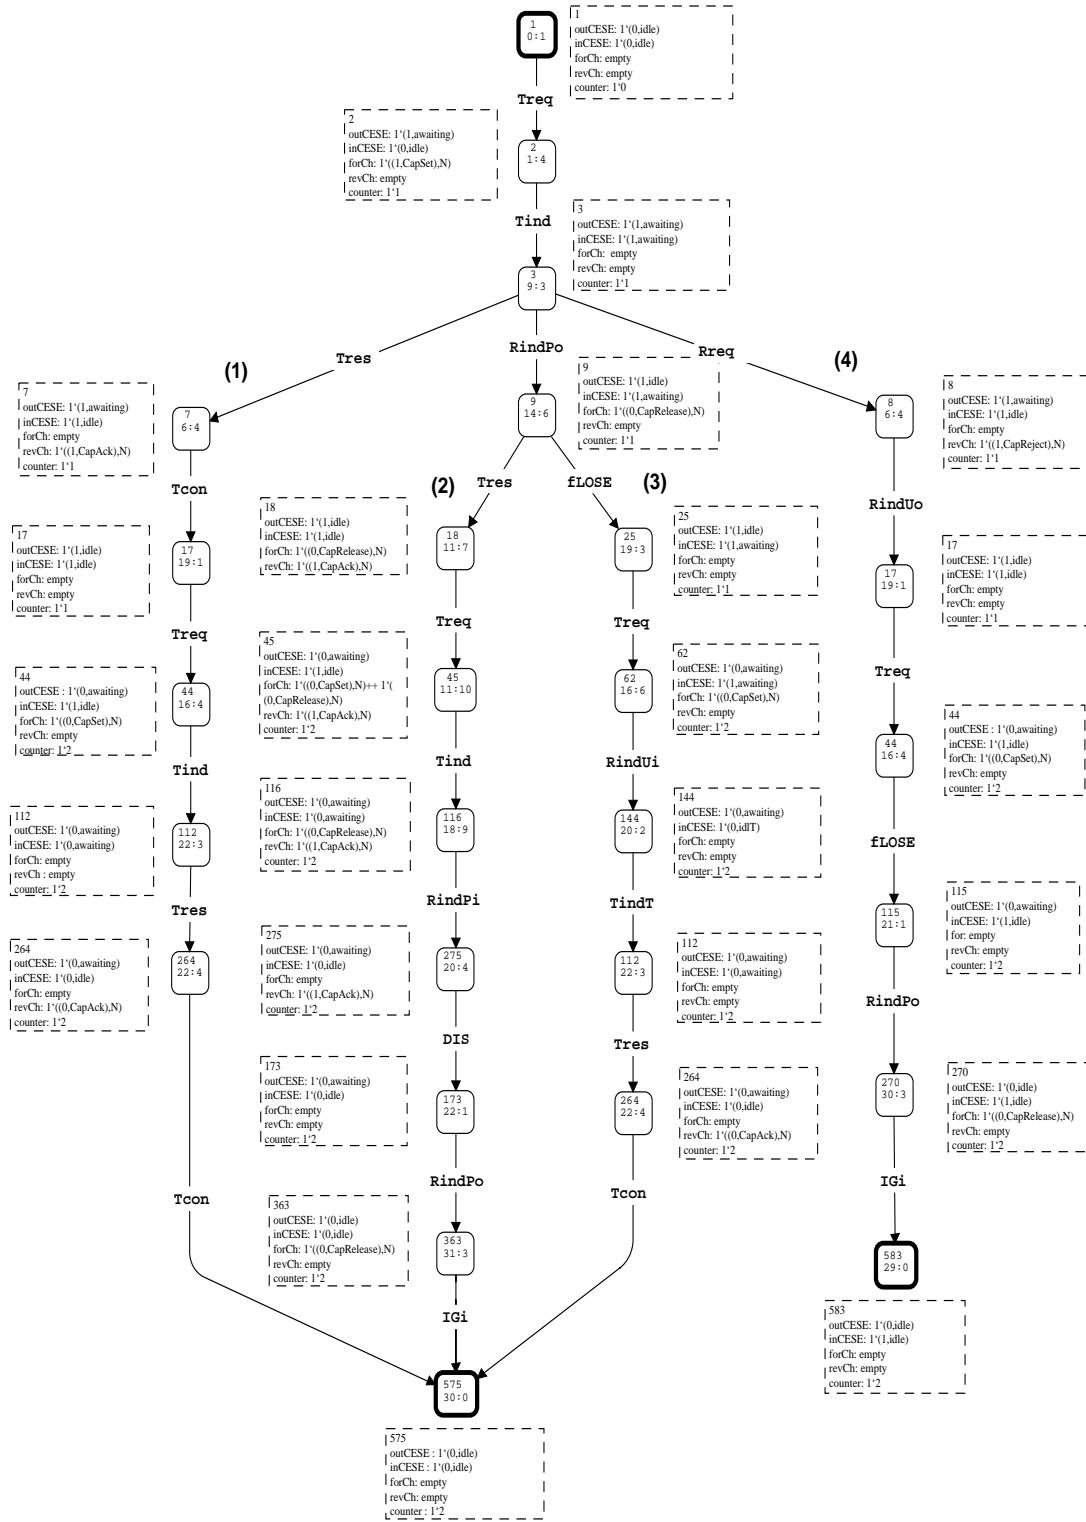 1
0:1
1
outCESE: 1‘(0,idle)
inCESE: 1‘(0,idle)
forCh: empty
revCh: empty
counter: 1‘0
Treq
2
outCESE: 1‘(1,awaiting)
inCESE: 1‘(0,idle)
forCh: 1‘((1,CapSet),N)
revCh: empty
counter: 1‘1
2
1:4
Tind
3
outCESE: 1‘(1,awaiting)
inCESE: 1‘(1,awaiting)
forCh: empty
revCh: empty
counter: 1‘1
3
9:3
Tres
RindPo
Rreq
(1)
(4)
7
outCESE: 1‘(1,awaiting)
inCESE: 1‘(1,idle)
forCh: empty
revCh: 1‘((1,CapAck),N)
counter: 1‘1
7
6:4
9
14:6
9
outCESE: 1‘(1,idle)
inCESE: 1‘(1,awaiting)
forCh: 1‘((0,CapRelease),N)
revCh: empty
counter: 1‘1
8
6:4
8
outCESE: 1‘(1,awaiting)
inCESE: 1‘(1,idle)
forCh: empty
revCh: 1‘((1,CapReject),N)
counter: 1‘1
Tcon
(2)
Tres
fLOSE
(3)
RindUo
17
outCESE: 1‘(1,idle)
inCESE: 1‘(1,idle)
forCh: empty
revCh: empty
counter: 1‘1
17
19:1
18
outCESE: 1‘(1,idle)
inCESE: 1‘(1,idle)
forCh: 1‘((0,CapRelease),N)
revCh: 1‘((1,CapAck),N)
18
11:7
25
19:3
25
outCESE: 1‘(1,idle)
inCESE: 1‘(1,awaiting)
forCh: empty
revCh: empty
counter: 1‘1
17
19:1
17
outCESE: 1‘(1,idle)
inCESE: 1‘(1,idle)
forCh: empty
revCh: empty
counter: 1‘1
Treq
Treq
Treq
Treq
44
outCESE : 1‘(0,awaiting)
inCESE: 1‘(1,idle)
forCh: 1‘((0,CapSet),N)
revCh: empty
counter: 1‘2
44
16:4
45
outCESE: 1‘(0,awaiting)
inCESE: 1‘(1,idle)
forCh: 1‘((0,CapSet),N)++ 1‘(
(0,CapRelease),N)
revCh: 1‘((1,CapAck),N)
counter: 1‘2
45
11:10
62
16:6
62
outCESE: 1‘(0,awaiting)
inCESE: 1‘(1,awaiting)
forCh: 1‘((0,CapSet),N)
revCh: empty
counter: 1‘2
44
16:4
44
outCESE : 1‘(0,awaiting)
inCESE: 1‘(1,idle)
forCh: 1‘((0,CapSet),N)
revCh: empty
counter: 1‘2
Tind
Tind
RindUi
fLOSE
112
outCESE: 1‘(0,awaiting)
inCESE: 1‘(0,awaiting)
forCh: empty
revCh : empty
counter: 1‘2
112
22:3
116
outCESE: 1‘(0,awaiting)
inCESE: 1‘(0,awaiting)
forCh: 1‘((0,CapRelease),N)
revCh: 1‘((1,CapAck),N)
counter: 1‘2
116
18:9
144
20:2
144
outCESE: 1‘(0,awaiting)
inCESE: 1‘(0,idlT)
forCh: empty
revCh: empty
counter: 1‘2
115
21:1
115
outCESE: 1‘(0,awaiting)
inCESE: 1‘(1,idle)
for: empty
revCh: empty
counter: 1‘2
Tres
RindPi
TindT
RindPo
264
outCESE: 1‘(0,awaiting)
inCESE: 1‘(0,idle)
forCh: empty
revCh: 1‘((0,CapAck),N)
counter: 1‘2
264
22:4
275
outCESE: 1‘(0,awaiting)
inCESE: 1‘(0,idle)
forCh: empty
revCh: 1‘((1,CapAck),N)
counter: 1‘2
275
20:4
112
22:3
112
outCESE: 1‘(0,awaiting)
inCESE: 1‘(0,awaiting)
forCh: empty
revCh: empty
counter: 1‘2
270
30:3
270
outCESE: 1‘(0,idle)
inCESE: 1‘(1,idle)
forCh: 1‘((0,CapRelease),N)
revCh: empty
counter: 1‘2
DIS
Tres
IGi
173
outCESE: 1‘(0,awaiting)
inCESE: 1‘(0,idle)
forCh: empty
revCh: empty
counter: 1‘2
173
22:1
264
22:4
264
outCESE: 1‘(0,awaiting)
inCESE: 1‘(0,idle)
forCh: empty
revCh: 1‘((0,CapAck),N)
counter: 1‘2
Tcon
RindPo
Tcon
363
outCESE: 1‘(0,idle)
inCESE: 1‘(0,idle)
forCh: 1‘((0,CapRelease),N)
revCh: empty
counter: 1‘2
363
31:3
583
29:0
IGi
583
outCESE: 1‘(0,idle)
inCESE: 1‘(1,idle)
forCh: empty
revCh: empty
counter: 1‘2
575
30:0
575
outCESE : 1‘(0,idle)
inCESE : 1‘(0,idle)
forCh: empty
revCh: empty
counter : 1‘2